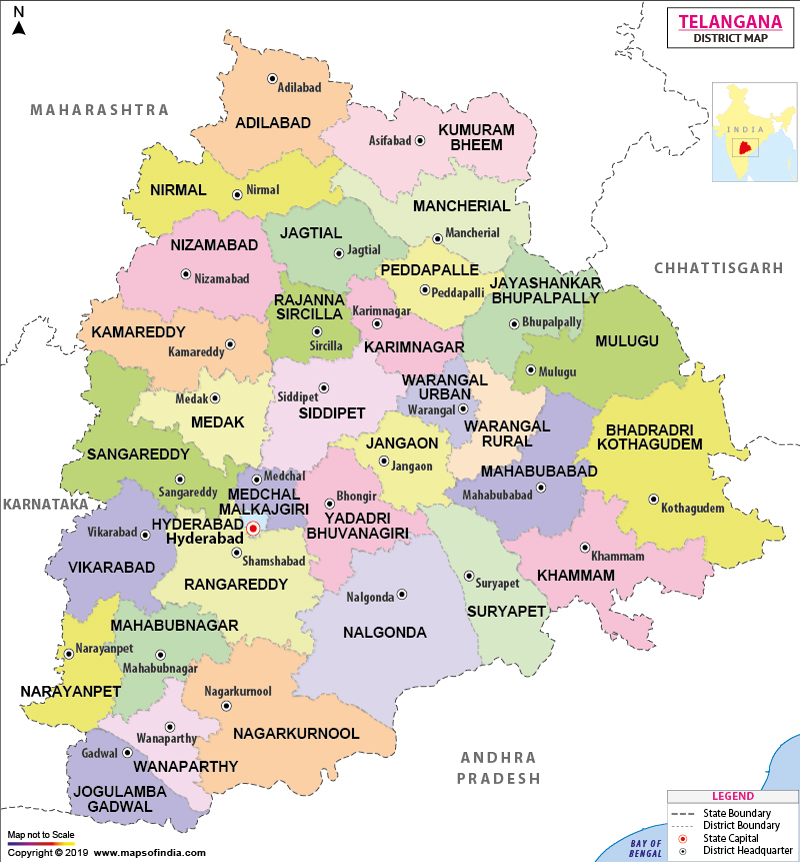 N
TELANGANA
DISTRICT MAP
INDIA
MAHARASHTRA
Adilabad
ADILABAD
Asifabad
KUMURAM
BHEEM
NIRMAL
Nirmal
MANCHERIAL
Mancherial
JAGTIAL
Jagtial
NIZAMABAD
Nizamabad
PEDDAPALLE
Peddapalli
CHHATTISGARH
JAYASHANKAR
BHUPALPALLY
Bhupalpally
RAJANNA
SIRCILLA
Sircilla
Karimnagar
KARIMNAGAR
KAMAREDDY
Kamareddy
MULUGU
Mulugu
WARANGAL
URBAN
Warangal
Siddipet
SIDDIPET
Medak
MEDAK
WARANGAL
RURAL
BHADRADRI
KOTHAGUDEM
Kothagudem
JANGAON
Jangaon
SANGAREDDY
Sangareddy
MAHABUBABAD
Mahabubabad
Medchal
MEDCHAL
MALKAJGIRI
Bhongir
YADADRI
BHUVANAGIRI
KARNATAKA
HYDERABAD
Hyderabad
Vikarabad
VIKARABAD
Shamshabad
RANGAREDDY
Khammam
KHAMMAM
Suryapet
SURYAPET
Nalgonda
NALGONDA
MAHABUBNAGAR
Mahabubnagar
Narayanpet
NARAYANPET
Nagarkurnool
NAGARKURNOOL
Wanaparthy
WANAPARTHY
Gadwal
JOGULAMBA
GADWAL
ANDHRA
PRADESH
LEGEND
State Boundary
District Boundary
State Capital
District Headquarter
BAY OF
BENGAL
Map not to Scale
Copyright © 2019 www.mapsofindia.com